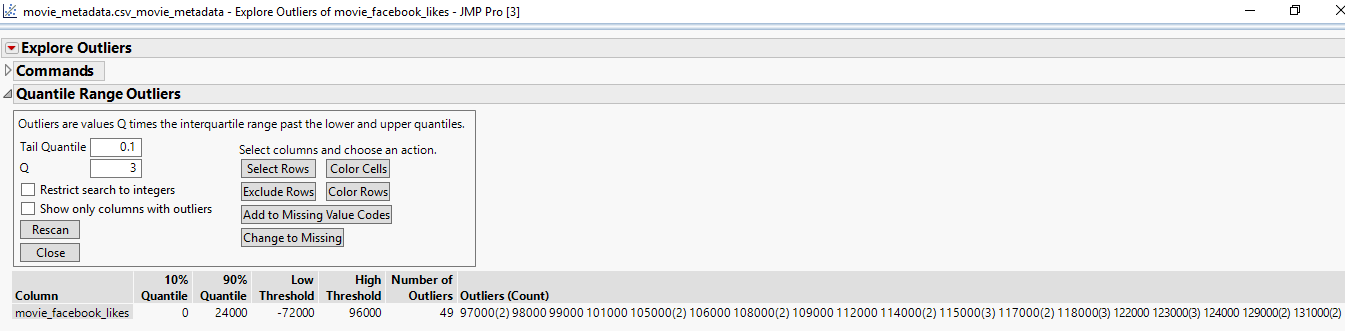 movie_metadata.csv_movie_metadata - Explore Outliers of movie_facebook_likes - JMP Pro [3]
Explore Outliers
Commands
Quantile Range Outliers
Outliers are values Q times the interquartile range past the lower and upper quantiles.
Tail Quantile 0.1
Q 3
Restrict search to integers
Show only columns with outliers
Rescan
Close
Select columns and choose an action.
Select Rows Color Cells
Exclude Rows Color Rows
Add to Missing Value Codes
Change to Missing
10% 90% Low High Number of
Column Quantile Quantile Threshold Threshold Outliers Outliers (Count)
movie_facebook_likes 0 24000 -72000 96000 49 97000(2) 98000 99000 101000 105000(2) 106000 108000(2) 109000 112000 114000(2) 115000(3) 117000(2) 118000(3) 122000 123000(3) 124000 129000(2) 131000(2)